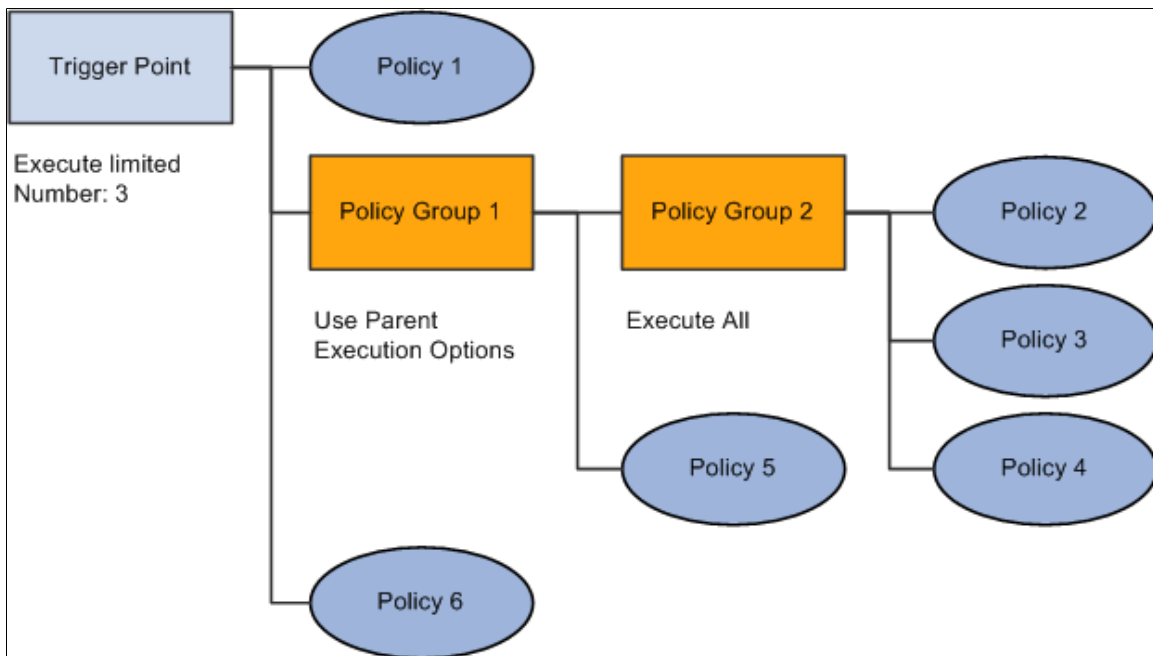 Trigger Point
Policy 1
Execute limited
Number: 3
Policy Group 1
Policy Group 2
Policy 2
Use Parent
Execution Options
Execute All
Policy 3
Policy 5
Policy 4
Policy 6